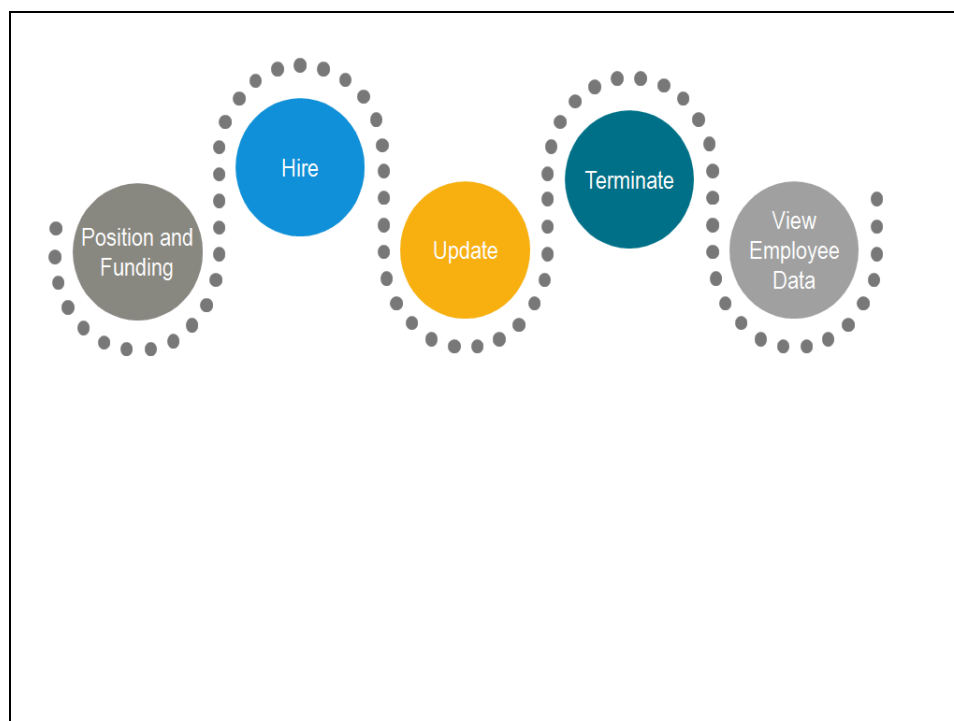 Position and
Funding
Hire
Update
Terminate
View
Employee
Data